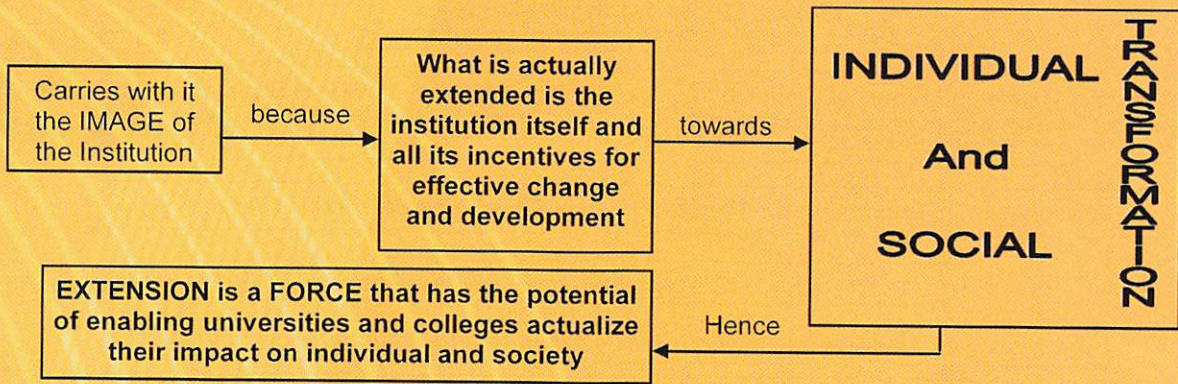 Carries with it
the IMAGE of
the Institution
because
What is actually
extended is the
institution itself and
all its incentives for
effective change
and development
towards
INDIVIDUAL
And
SOCIAL
TRANSFORMATION
Hence
EXTENSION is a FORCE that has the potential
of enabling universities and colleges actualize
their impact on individual and society